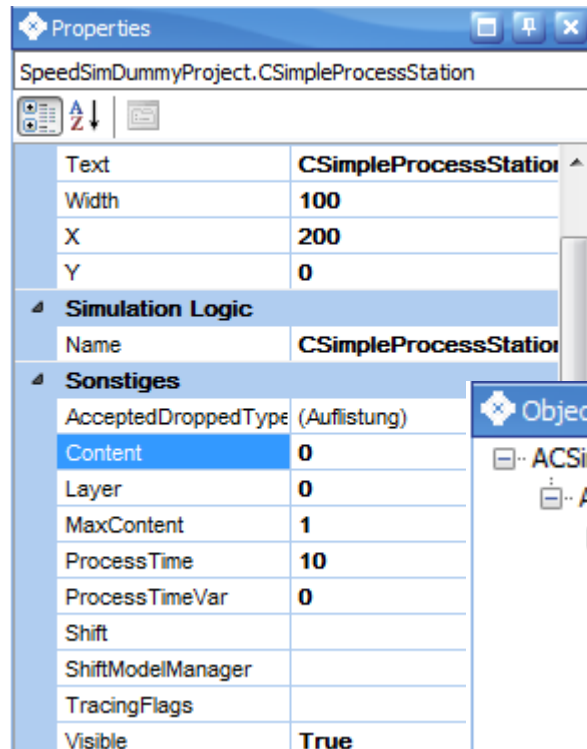 Properties
SpeedSimDummyProject.CSimpleProcessStation
Text CSimpleProcessStation
Width 100
X 200
Y 0
Simulation Logic
Name CSimpleProcessStation
Sonstiges
AcceptedDroppedType (Auflistung)
Content 0
Layer 0
MaxContent 1
ProcessTime 10
ProcessTimeVar 0
Shift
ShiftModelManager
TracingFlags
Visible True
Objec
ACSi
A